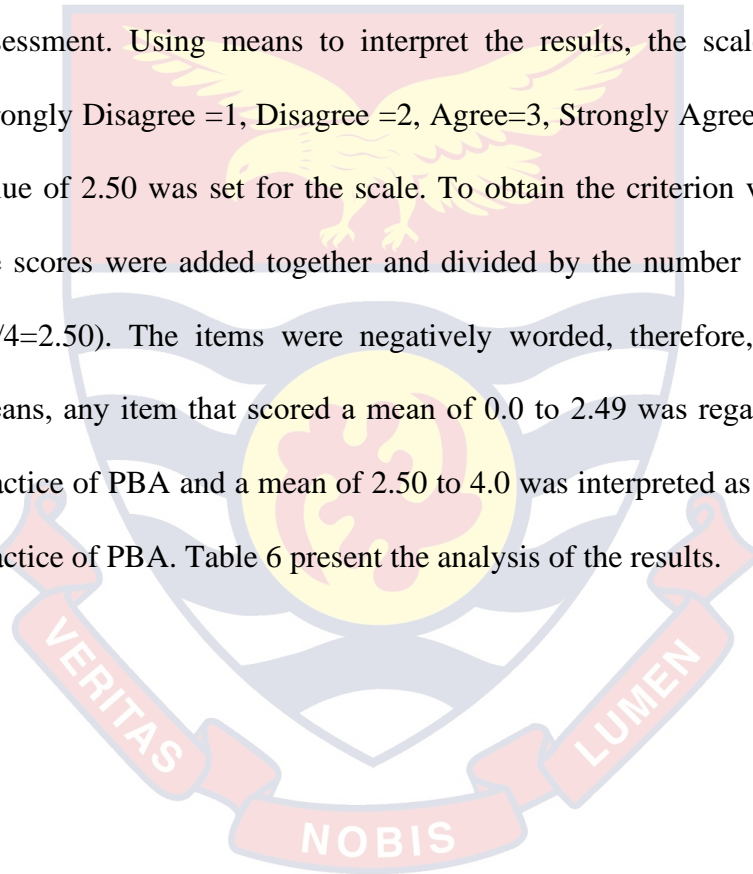 sessment. Using means to interpret the results, the scal
rongly Disagree =1, Disagree =2, Agree=3, Strongly Agree
lue of 2.50 was set for the scale. To obtain the criterion v
scores were added together and divided by the number
/4=2.50). The items were negatively worded, therefore,
eans, any item that scored a mean of 0.0 to 2.49 was rega
actice of PBA and a mean of 2.50 to 4.0 was interpreted as
actice of PBA. Table 6 present the analysis of the results.
VERITAS
NOBIS
LUMEN